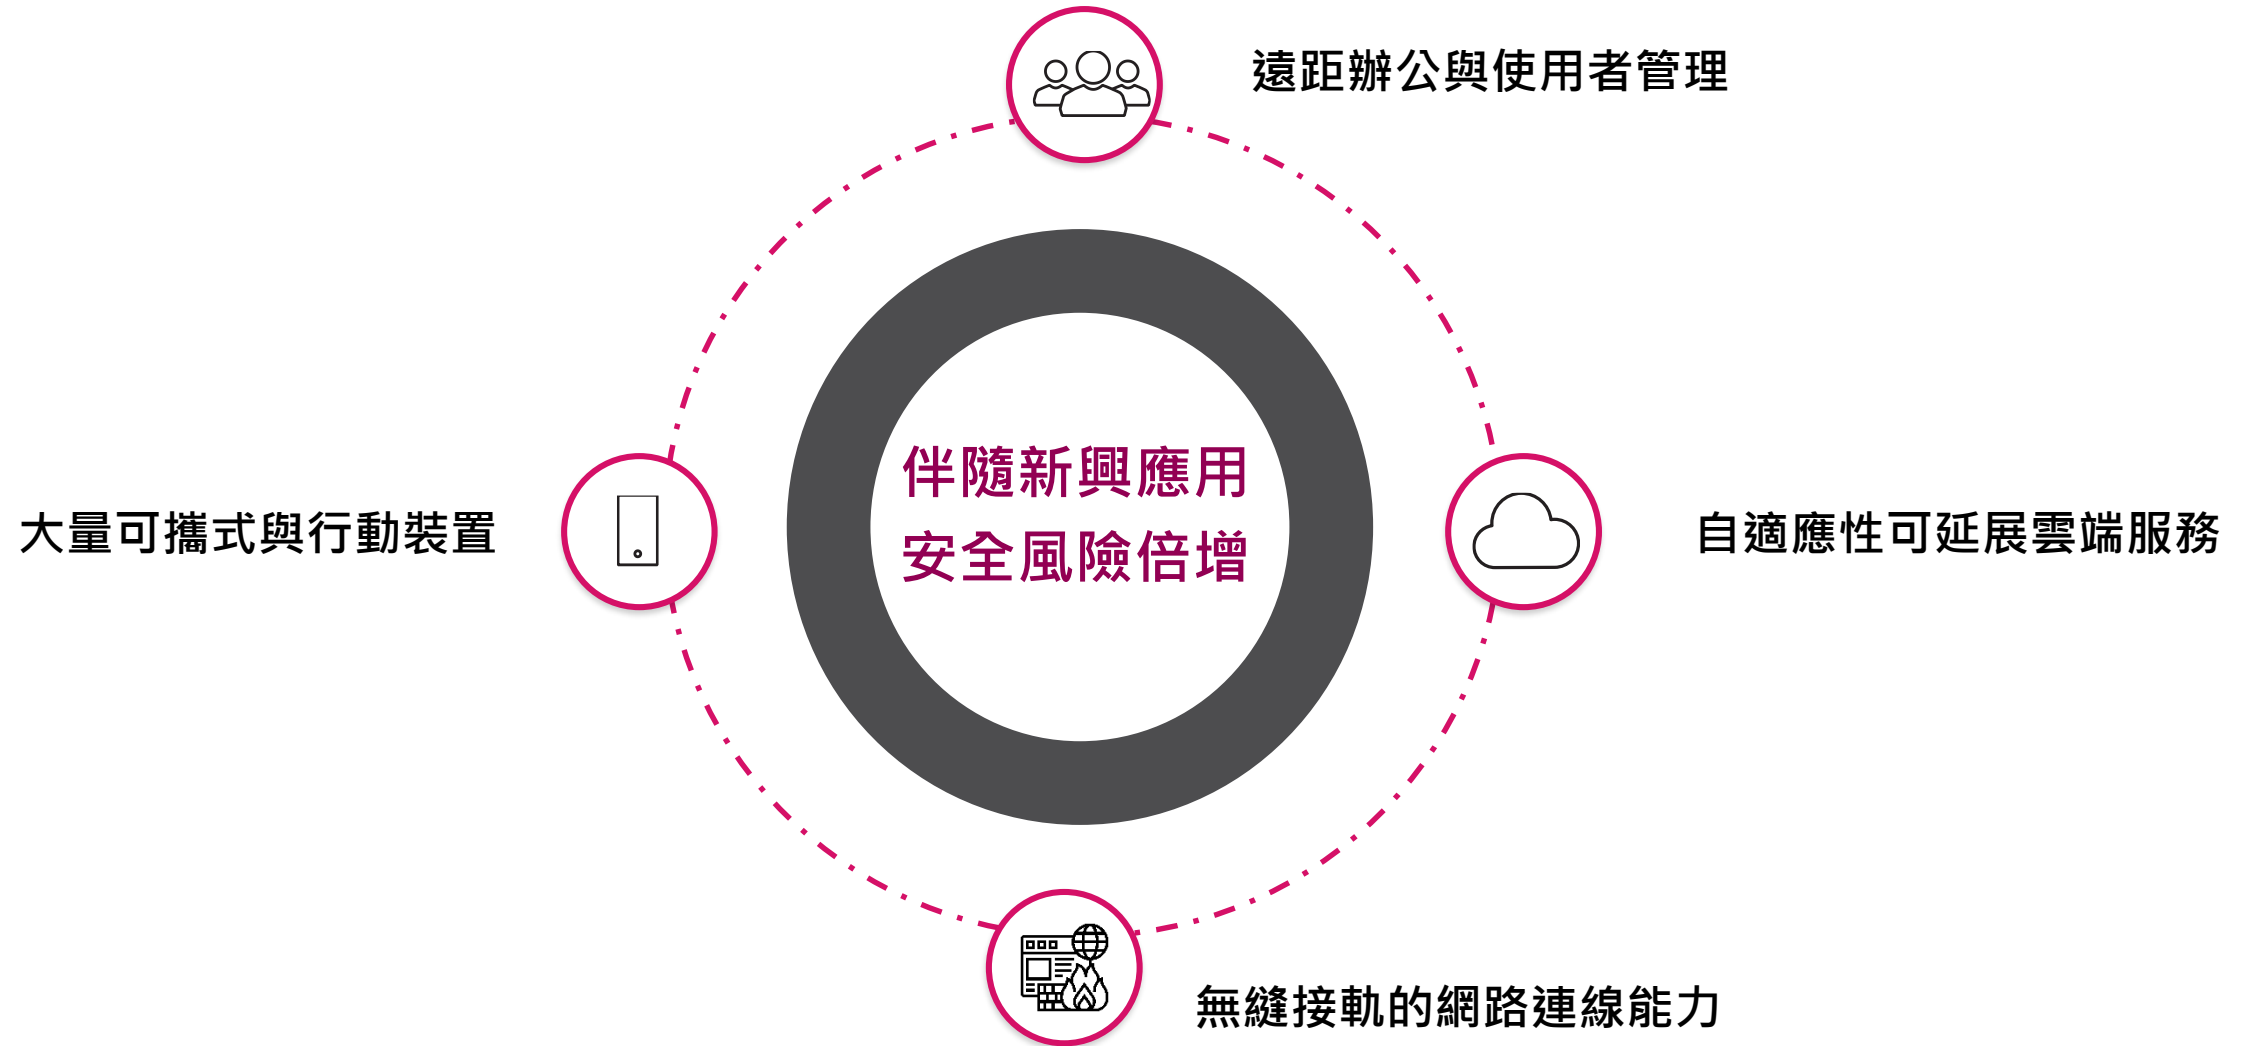 遠距辦公與使用者管理
伴隨新興應用
安全風險倍增
大量可攜式與行動裝置
自適應性可延展雲端服務
無縫接軌的網路連線能力